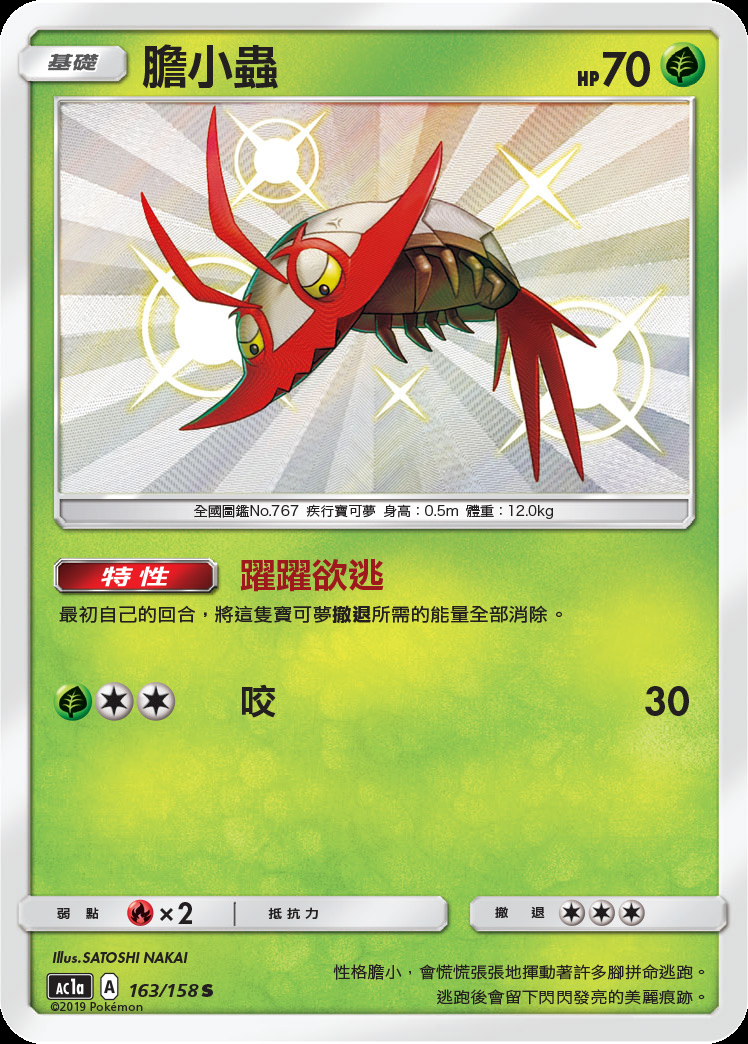 基礎 膽小蟲 HP70
全國圖鑑No.767 疾行寶可夢 身高：0.5m 體重：12.0kg
特性 躍躍欲逃
最初自己的回合，將這隻寶可夢撤退所需的能量全部消除。
咬 30
弱點 ×2 抵抗力 撤退
Illus.SATOSHI NAKAI
性格膽小，會慌慌張張地揮動著許多腳拼命逃跑。
AC1a A 163/158 S
逃跑後會留下閃閃發亮的美麗痕跡。
©2019 Pokémon